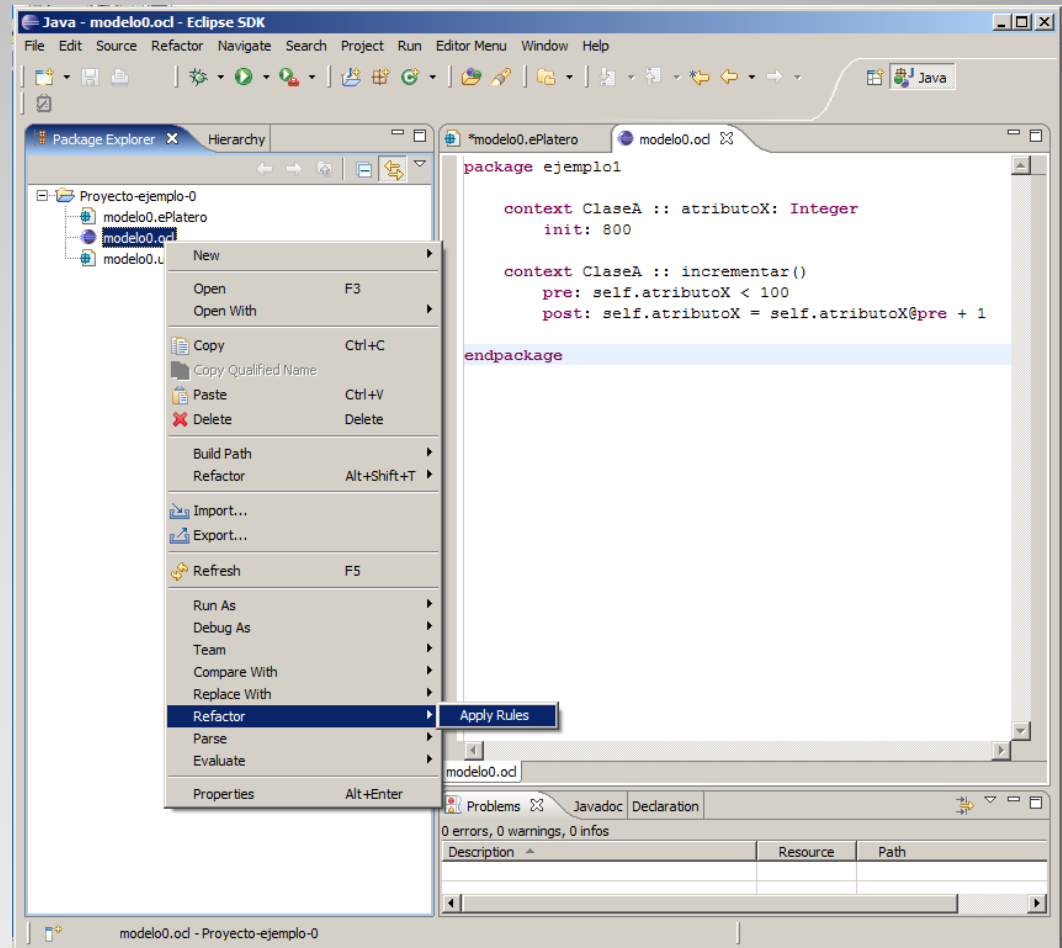 Java - modelo0.ocl - Eclipse SDK
File Edit Source Refactor Navigate Search Project Run Editor Menu Window Help
Java
Package Explorer
Hierarchy
Proyecto-ejemplo-0
modelo0.ePlatero
modelo0.ocl
modelo0.u
New
Open F3
Open With
Copy Ctrl+C
Copy Qualified Name
Paste Ctrl+V
Delete Delete
Build Path
Refactor Alt+Shift+T
Import...
Export...
Refresh F5
Run As
Debug As
Team
Compare With
Replace With
Refactor
Apply Rules
Parse
Evaluate
Properties Alt+Enter
*modelo0.ePlatero
modelo0.ocl
package ejemplo1
context ClaseA :: atributoX: Integer
init: 800
context ClaseA :: incrementar()
pre: self.atributoX < 100
post: self.atributoX = self.atributoX@pre + 1
endpackage
modelo0.ocl
Problems
Javadoc
Declaration
0 errors, 0 warnings, 0 infos
Description Resource Path
modelo0.ocl - Proyecto-ejemplo-0